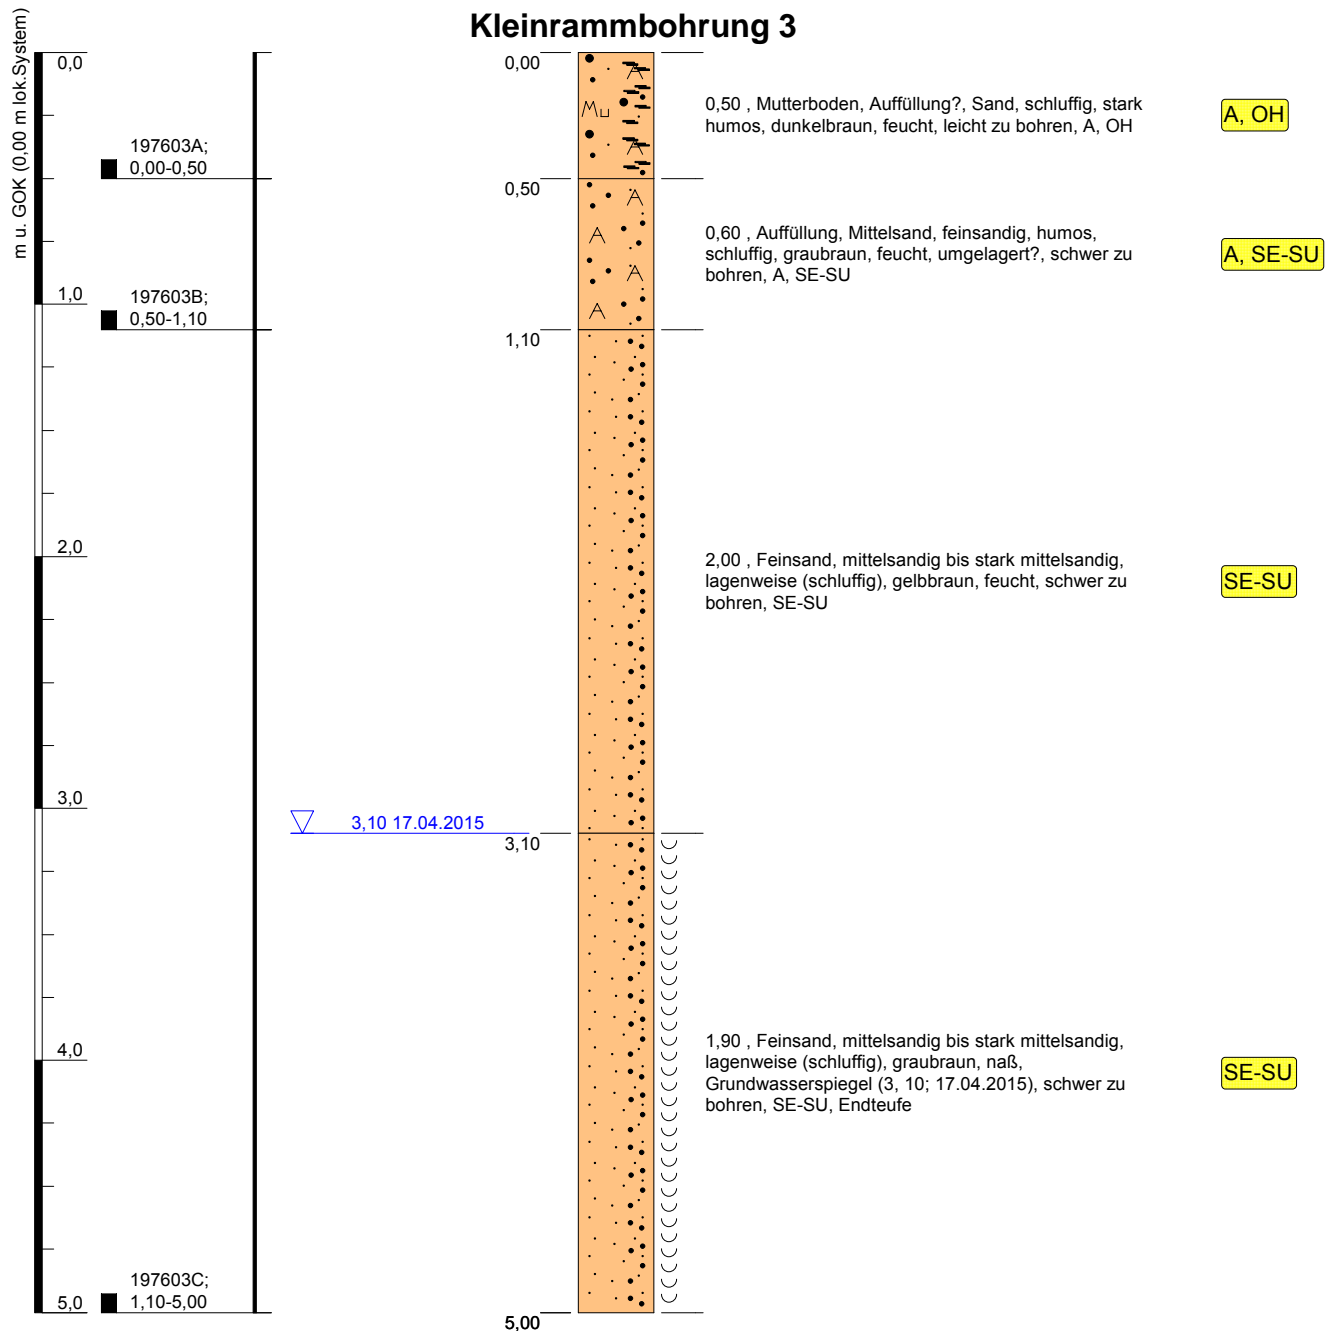 Kleinrammbohrung 3
m u. GOK (0,00 m lok.System)
0,0
1,0
2,0
3,0
4,0
5,0
197603A;
0,00-0,50
197603B;
0,50-1,10
197603C;
1,10-5,00
3,10 17.04.2015
0,00
0,50
1,10
3,10
5,00
Mu
A
A
A
A
A
A
0,50 , Mutterboden, Auffüllung?, Sand, schluffig, stark
humos, dunkelbraun, feucht, leicht zu bohren, A, OH
A, OH
0,60 , Auffüllung, Mittelsand, feinsandig, humos,
schluffig, graubraun, feucht, umgelagert?, schwer zu
bohren, A, SE-SU
A, SE-SU
2,00 , Feinsand, mittelsandig bis stark mittelsandig,
lagenweise (schluffig), gelbbraun, feucht, schwer zu
bohren, SE-SU
SE-SU
1,90 , Feinsand, mittelsandig bis stark mittelsandig,
lagenweise (schluffig), graubraun, naß,
Grundwasserspiegel (3, 10; 17.04.2015), schwer zu
bohren, SE-SU, Endteufe
SE-SU